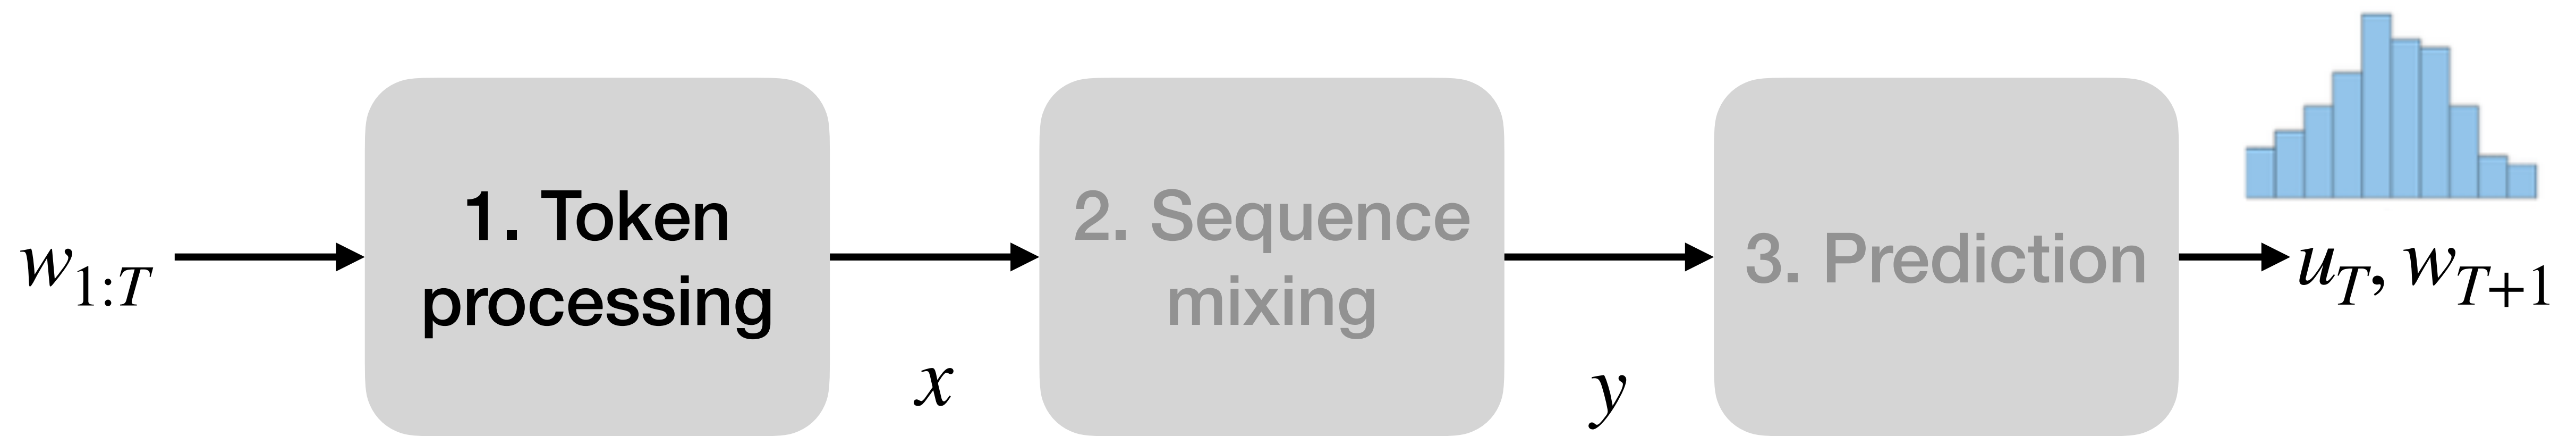 w1:T
1. Token
processing
x
2. Sequence
mixing
y
3. Prediction
uT, wT+1